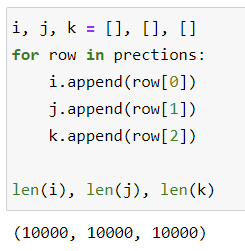 i, j, k = [], [], []
for row in prections:
    i.append(row[0])
    j.append(row[1])
    k.append(row[2])
len(i), len(j), len(k)
(10000, 10000, 10000)